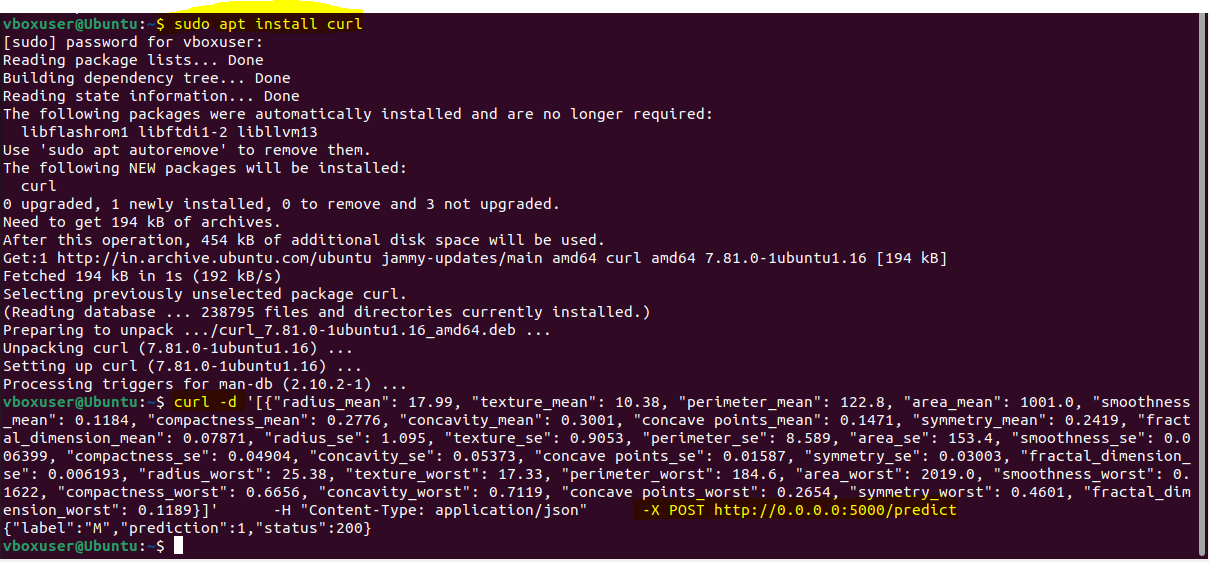 vboxuser@Ubuntu:~$ sudo apt install curl
[sudo] password for vboxuser:
Reading package lists... Done
Building dependency tree... Done
Reading state information... Done
The following packages were automatically installed and are no longer required:
  libflashrom1 libftdi1-2 libllvm13
Use 'sudo apt autoremove' to remove them.
The following NEW packages will be installed:
  curl
0 upgraded, 1 newly installed, 0 to remove and 3 not upgraded.
Need to get 194 kB of archives.
After this operation, 454 kB of additional disk space will be used.
Get:1 http://in.archive.ubuntu.com/ubuntu jammy-updates/main amd64 curl amd64 7.81.0-1ubuntu1.16 [194 kB]
Fetched 194 kB in 1s (192 kB/s)
Selecting previously unselected package curl.
(Reading database ... 238795 files and directories currently installed.)
Preparing to unpack .../curl_7.81.0-1ubuntu1.16_amd64.deb ...
Unpacking curl (7.81.0-1ubuntu1.16) ...
Setting up curl (7.81.0-1ubuntu1.16) ...
Processing triggers for man-db (2.10.2-1) ...
vboxuser@Ubuntu:~$ curl -d '[{"radius_mean": 17.99, "texture_mean": 10.38, "perimeter_mean": 122.8, "area_mean": 1001.0, "smoothness
_mean": 0.1184, "compactness_mean": 0.2776, "concavity_mean": 0.3001, "concave points_mean": 0.1471, "symmetry_mean": 0.2419, "fract
al_dimension_mean": 0.07871, "radius_se": 1.095, "texture_se": 0.9053, "perimeter_se": 8.589, "area_se": 153.4, "smoothness_se": 0.0
06399, "compactness_se": 0.04904, "concavity_se": 0.05373, "concave points_se": 0.01587, "symmetry_se": 0.03003, "fractal_dimension_
se": 0.006193, "radius_worst": 25.38, "texture_worst": 17.33, "perimeter_worst": 184.6, "area_worst": 2019.0, "smoothness_worst": 0.
1622, "compactness_worst": 0.6656, "concavity_worst": 0.7119, "concave points_worst": 0.2654, "symmetry_worst": 0.4601, "fractal_dim
ension_worst": 0.1189}]'      -H "Content-Type: application/json"      -X POST http://0.0.0.0:5000/predict
{"label":"M","prediction":1,"status":200}
vboxuser@Ubuntu:~$